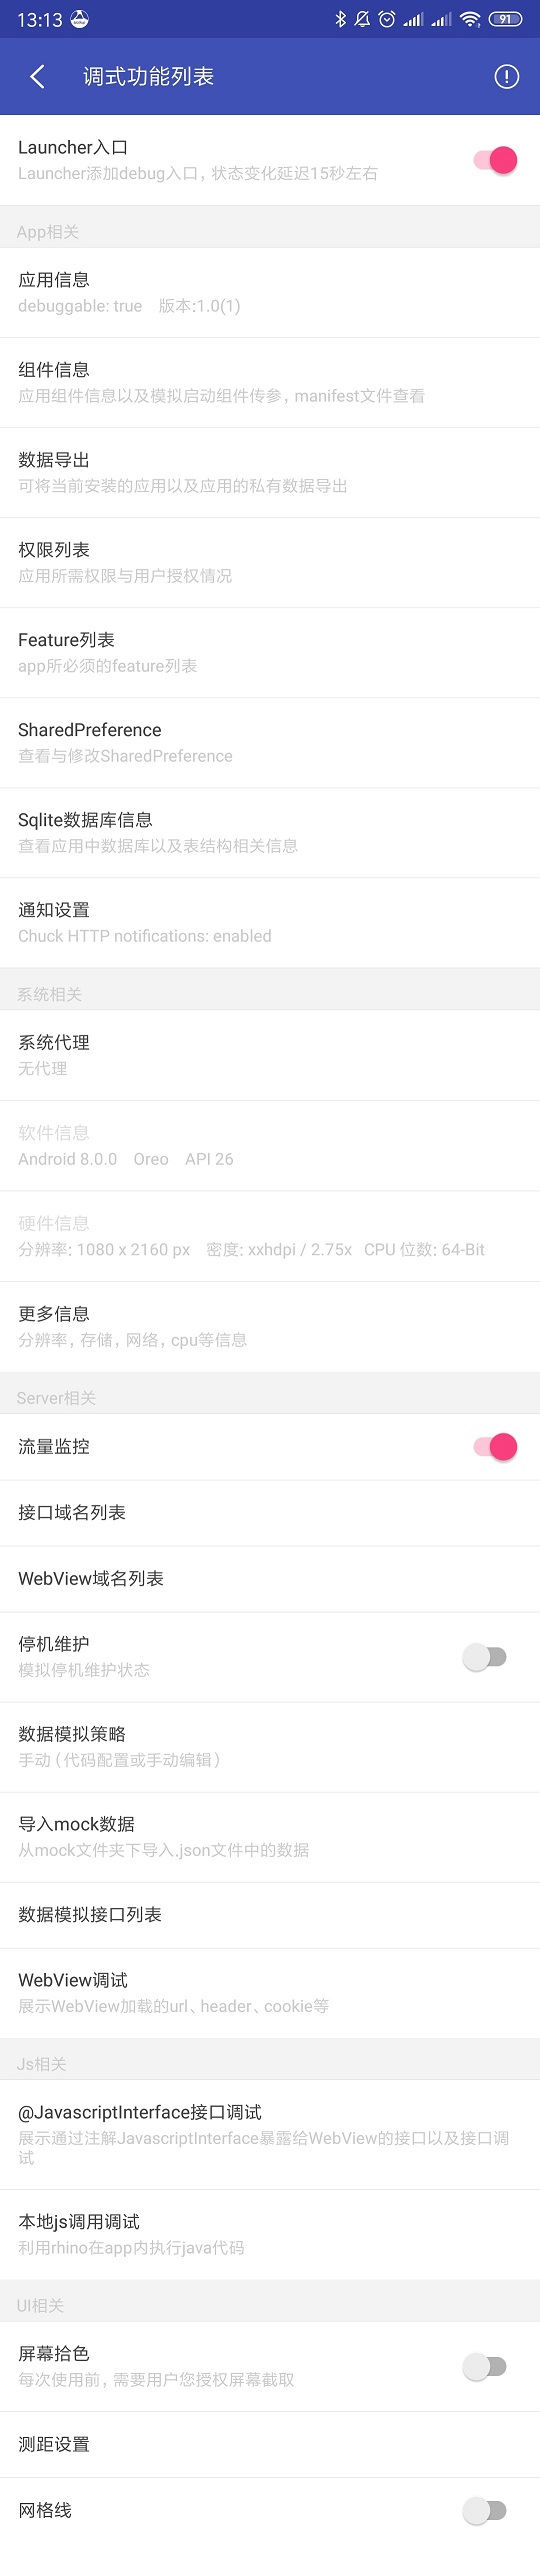 13:13
91
调式功能列表
Launcher入口
Launcher添加debug入口，状态变化延迟15秒左右
App相关
应用信息
debuggable: true 版本:1.0(1)
组件信息
应用组件信息以及模拟启动组件传参，manifest文件查看
数据导出
可将当前安装的应用以及应用的私有数据导出
权限列表
应用所需权限与用户授权情况
Feature列表
app所必须的feature列表
SharedPreference
查看与修改SharedPreference
Sqlite数据库信息
查看应用中数据库以及表结构相关信息
通知设置
Chuck HTTP notifications: enabled
系统相关
系统代理
无代理
软件信息
Android 8.0.0 Oreo API 26
硬件信息
分辨率: 1080 x 2160 px 密度: xxhdpi / 2.75x CPU 位数: 64-Bit
更多信息
分辨率，存储，网络，cpu等信息
Server相关
流量监控
接口域名列表
WebView域名列表
停机维护
模拟停机维护状态
数据模拟策略
手动（代码配置或手动编辑）
导入mock数据
从mock文件夹下导入.json文件中的数据
数据模拟接口列表
WebView调试
展示WebView加载的url、header、cookie等
Js相关
@JavascriptInterface接口调试
展示通过注解JavascriptInterface暴露给WebView的接口以及接口调
试
本地js调用调试
利用rhino在app内执行java代码
UI相关
屏幕拾色
每次使用前，需要用户您授权屏幕截取
测距设置
网格线